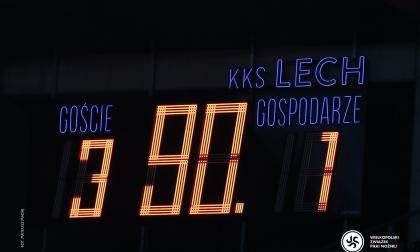 KKS LECH
GOŚCIE
GOSPODARZE
3 90. 1
WIELKOPOLSKI
ZWIĄZEK
PIŁKI NOŻNEJ